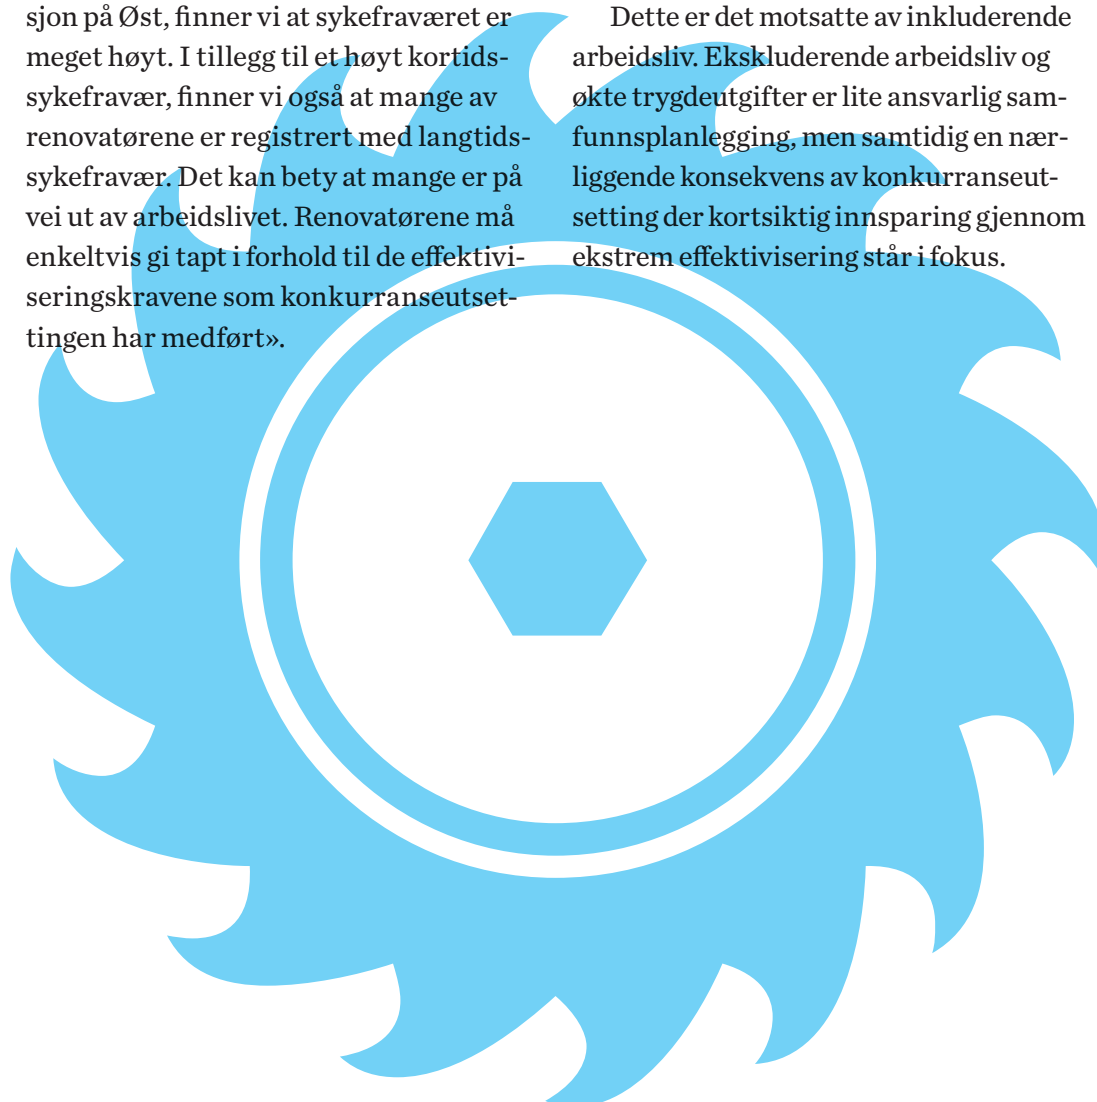 sjon på Øst, finner vi at sykefraværet er
meget høyt. I tillegg til et høyt kortids-
sykefravær, finner vi også at mange av
renovatørene er registrert med langtids-
sykefravær. Det kan bety at mange er på
vei ut av arbeidslivet. Renovatørene må
enkeltvis gi tapt i forhold til de effektivi-
seringskravene som konkurranseutset-
tingen har medført».
Dette er det motsatte av inkluderende
arbeidsliv. Ekskluderende arbeidsliv og
økte trygdeutgifter er lite ansvarlig sam-
funnsplanlegging, men samtidig en nær-
liggende konsekvens av konkurranseut-
setting der kortsiktig innsparing gjennom
ekstrem effektivisering står i fokus.